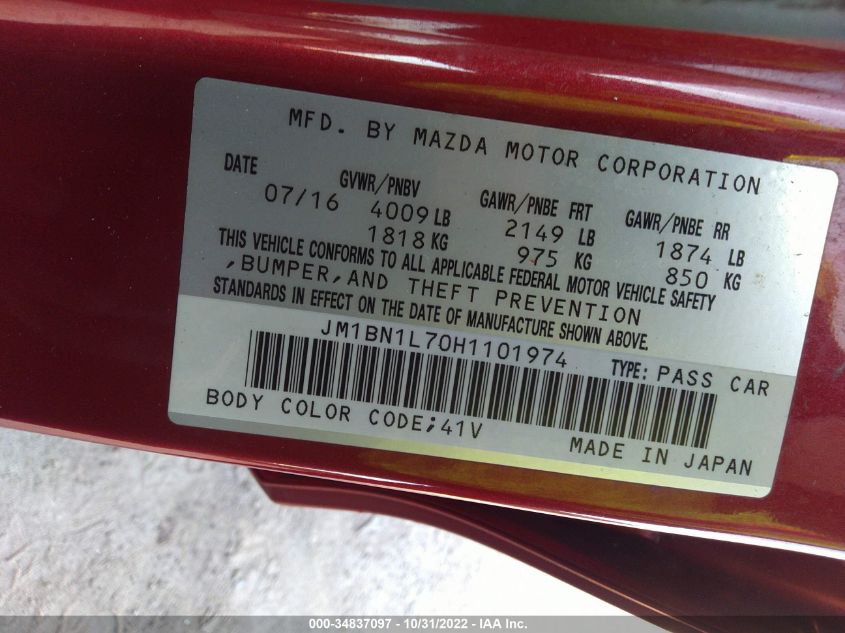 MFD. BY MAZDA MOTOR CORPORATION
DATE GVWR/PNBV GAWR/PNBE FRT GAWR/PNBE RR
07/16 4009 LB 2149 LB 1874 LB
1818 KG 975 KG 850 KG
THIS VEHICLE CONFORMS TO ALL APPLICABLE FEDERAL MOTOR VEHICLE SAFETY
,BUMPER,AND THEFT PREVENTION
STANDARDS IN EFFECT ON THE DATE OF MANUFACTURE SHOWN ABOVE.
JM1BN1L70H1101974 TYPE: PASS CAR
BODY COLOR CODE;41V
MADE IN JAPAN
000-34837097 - 10/31/2022 - IAA Inc.